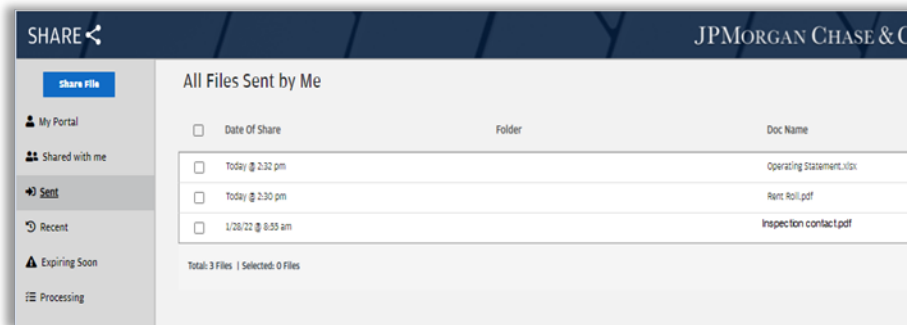 SHARE
JPMORGAN CHASE & C
Share File
All Files Sent by Me
My Portal
Date Of Share Folder Doc Name
Shared with me
Today @ 2:32 pm Operating Statement.xlsx
Sent
Today @ 2:30 pm Rent Roll.pdf
Recent
1/28/22 @ 8:55 am Inspection contact.pdf
Expiring Soon
Total: 3 Files | Selected: 0 Files
Processing